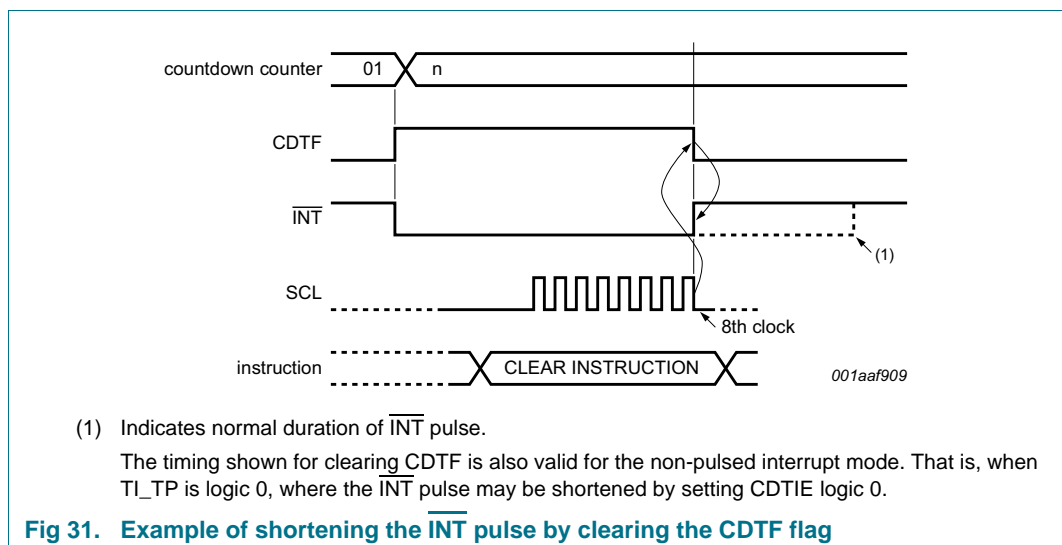 countdown counter 01 n
CDTF
INT
(1)
SCL
8th clock
instruction CLEAR INSTRUCTION
001aaf909
(1) Indicates normal duration of INT pulse.
The timing shown for clearing CDTF is also valid for the non-pulsed interrupt mode. That is, when
TI_TP is logic 0, where the INT pulse may be shortened by setting CDTIE logic 0.
Fig 31. Example of shortening the INT pulse by clearing the CDTF flag